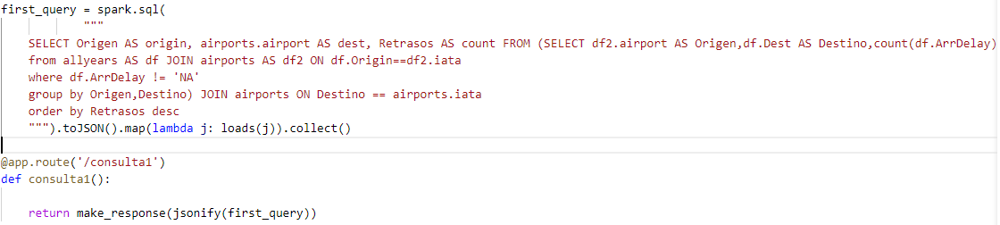 first_query = spark.sql(
"""
SELECT Origen AS origin, airports.airport AS dest, Retrasos AS count FROM (SELECT df2.airport AS Origen,df.Dest AS Destino,count(df.ArrDelay)
from allyears AS df JOIN airports AS df2 ON df.Origin==df2.iata
where df.ArrDelay != 'NA'
group by Origen,Destino) JOIN airports ON Destino == airports.iata
order by Retrasos desc
""").toJSON().map(lambda j: loads(j)).collect()
@app.route('/consulta1')
def consulta1():
return make_response(jsonify(first_query))